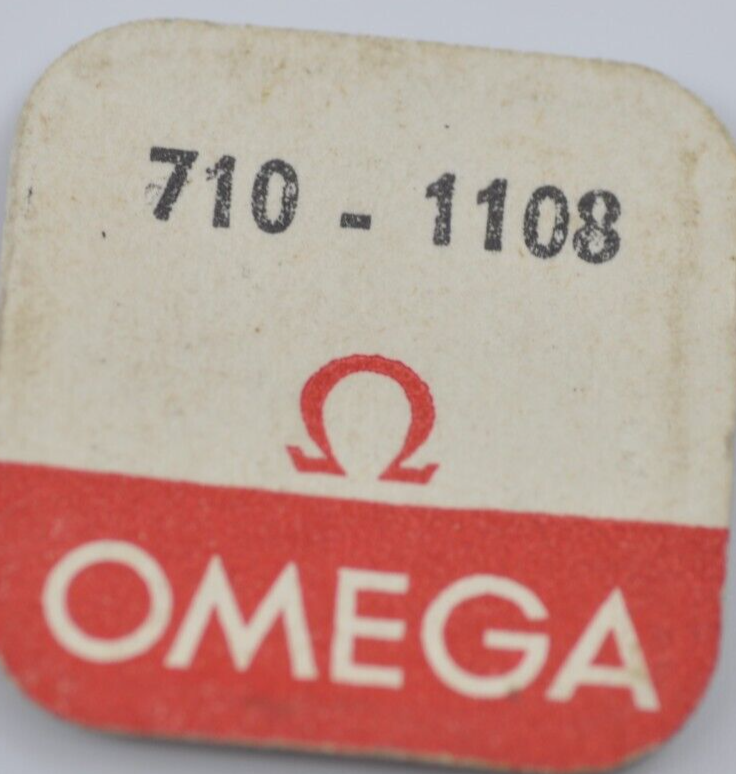 710 - 1108
Ω
OMEGA